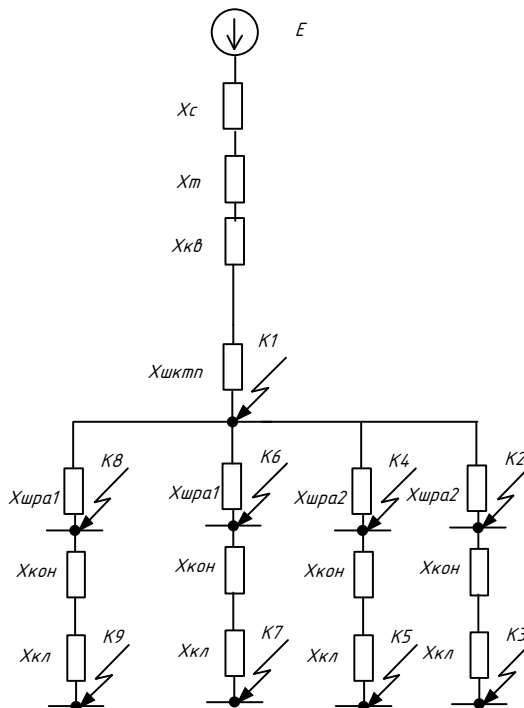 E
Xс
Xт
Xкв
K1
Xшктп
K8
K6
K4
K2
Xшра1
Xшра1
Xшра2
Xшра2
Xкон
Xкон
Xкон
Xкон
K9
K7
K5
K3
Xкл
Xкл
Xкл
Xкл